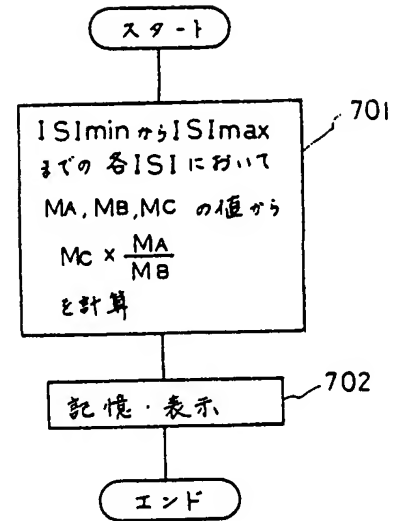 スタート
701
ISIminからISImax
までの各ISIにおいて
MA, MB, MC の値から
MC × MA/MB
を計算
702
記憶・表示
エンド